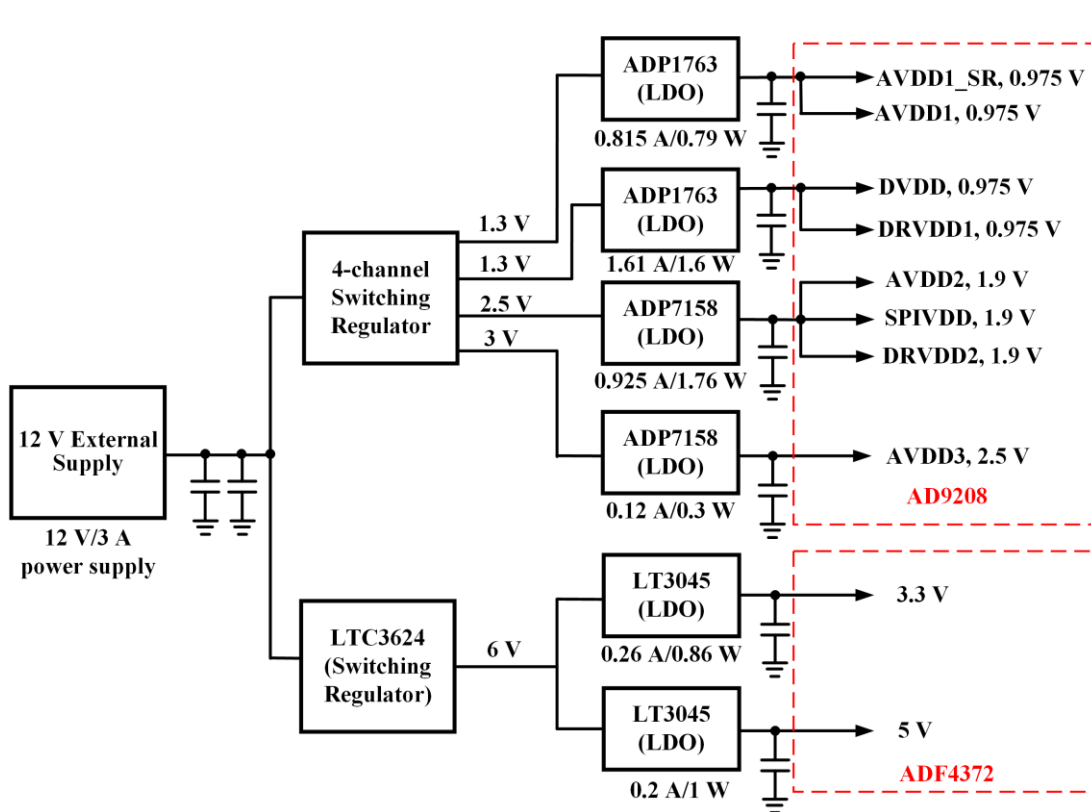 ADP1763
(LDO)
0.815 A/0.79 W
AVDD1_SR, 0.975 V
AVDD1, 0.975 V
ADP1763
(LDO)
1.61 A/1.6 W
DVDD, 0.975 V
DRVDD1, 0.975 V
1.3 V
1.3 V
2.5 V
3 V
4-channel
Switching
Regulator
ADP7158
(LDO)
0.925 A/1.76 W
AVDD2, 1.9 V
SPIVDD, 1.9 V
DRVDD2, 1.9 V
12 V External
Supply
12 V/3 A
power supply
ADP7158
(LDO)
0.12 A/0.3 W
AVDD3, 2.5 V
AD9208
LTC3624
(Switching
Regulator)
6 V
LT3045
(LDO)
0.26 A/0.86 W
3.3 V
LT3045
(LDO)
0.2 A/1 W
5 V
ADF4372